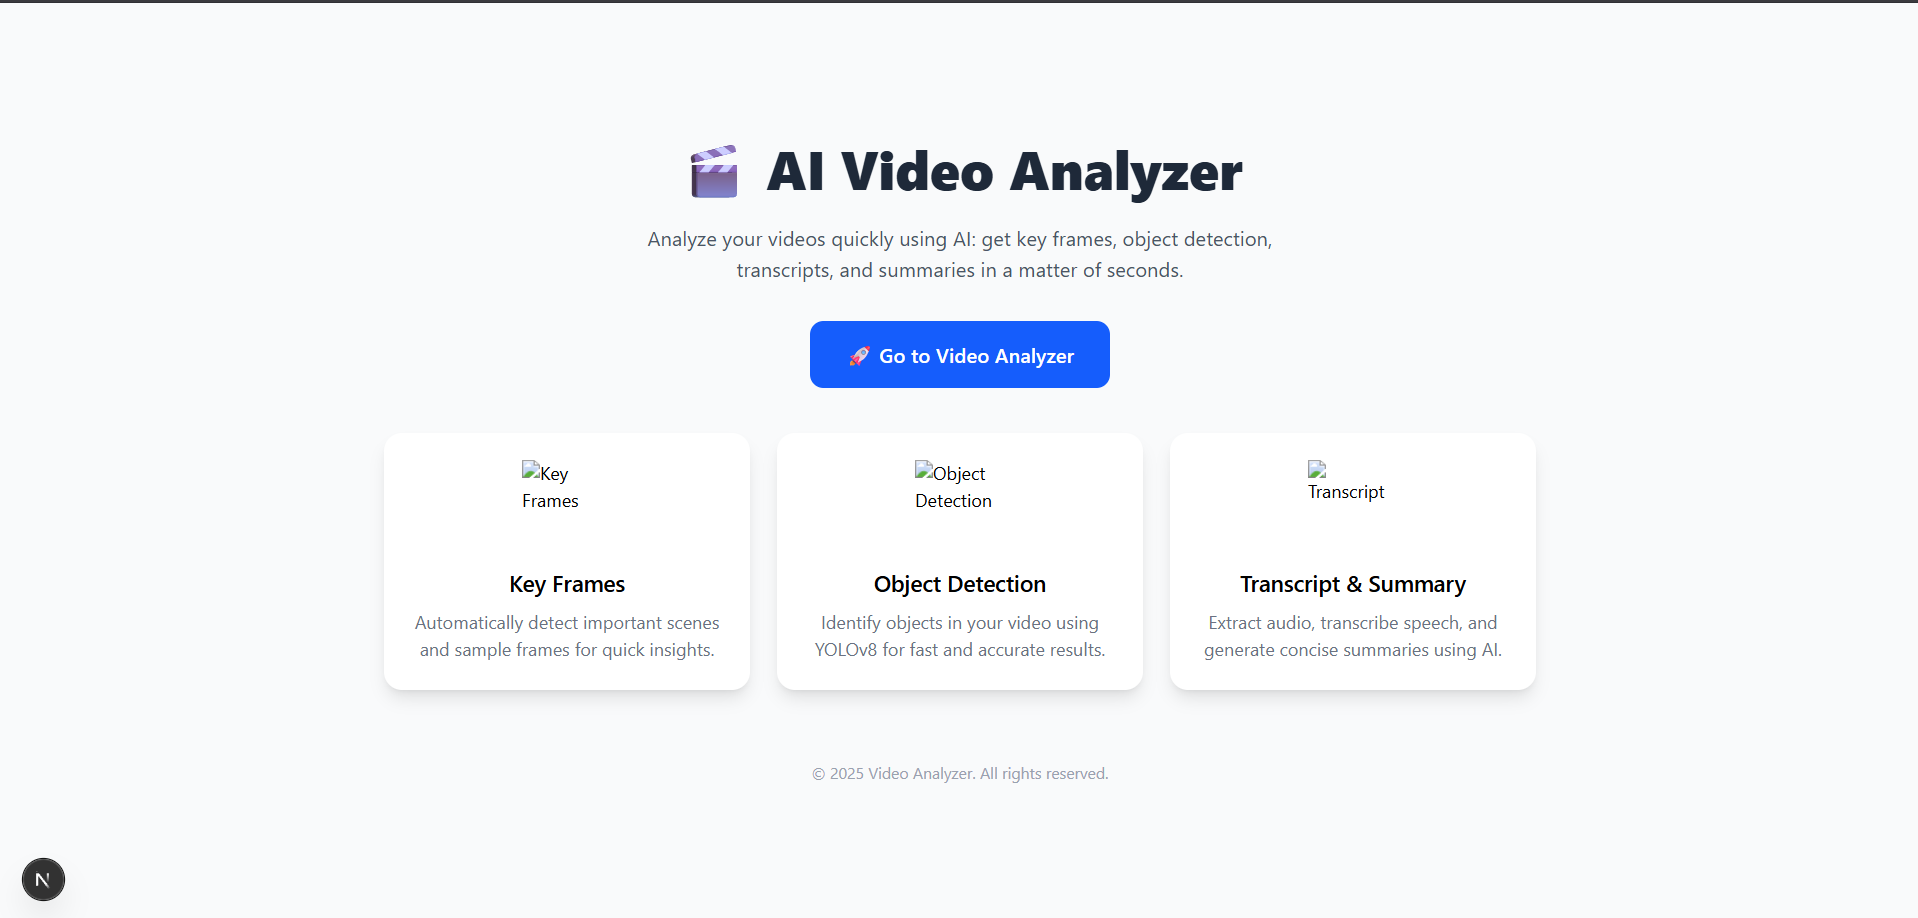 🎬 AI Video Analyzer
Analyze your videos quickly using AI: get key frames, object detection,
transcripts, and summaries in a matter of seconds.
🚀 Go to Video Analyzer
Key
Frames
Object
Detection
Transcript
Key Frames
Automatically detect important scenes
and sample frames for quick insights.
Object Detection
Identify objects in your video using
YOLOv8 for fast and accurate results.
Transcript & Summary
Extract audio, transcribe speech, and
generate concise summaries using AI.
© 2025 Video Analyzer. All rights reserved.
N